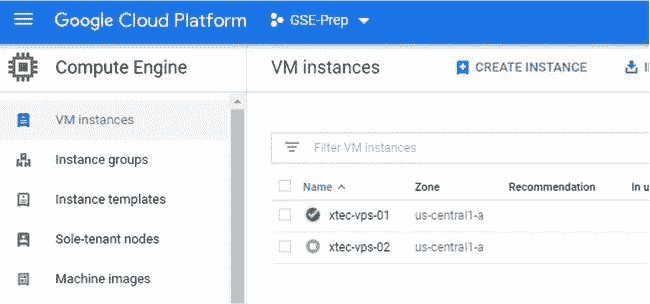 Google Cloud Platform GSE-Prep
Compute Engine
VM instances CREATE INSTANCE I
VM instances
Instance groups
Instance templates
Sole-tenant nodes
Machine images
Filter VM instances
Name Zone Recommendation In u
xtec-vps-01 us-central1-a
xtec-vps-02 us-central1-a